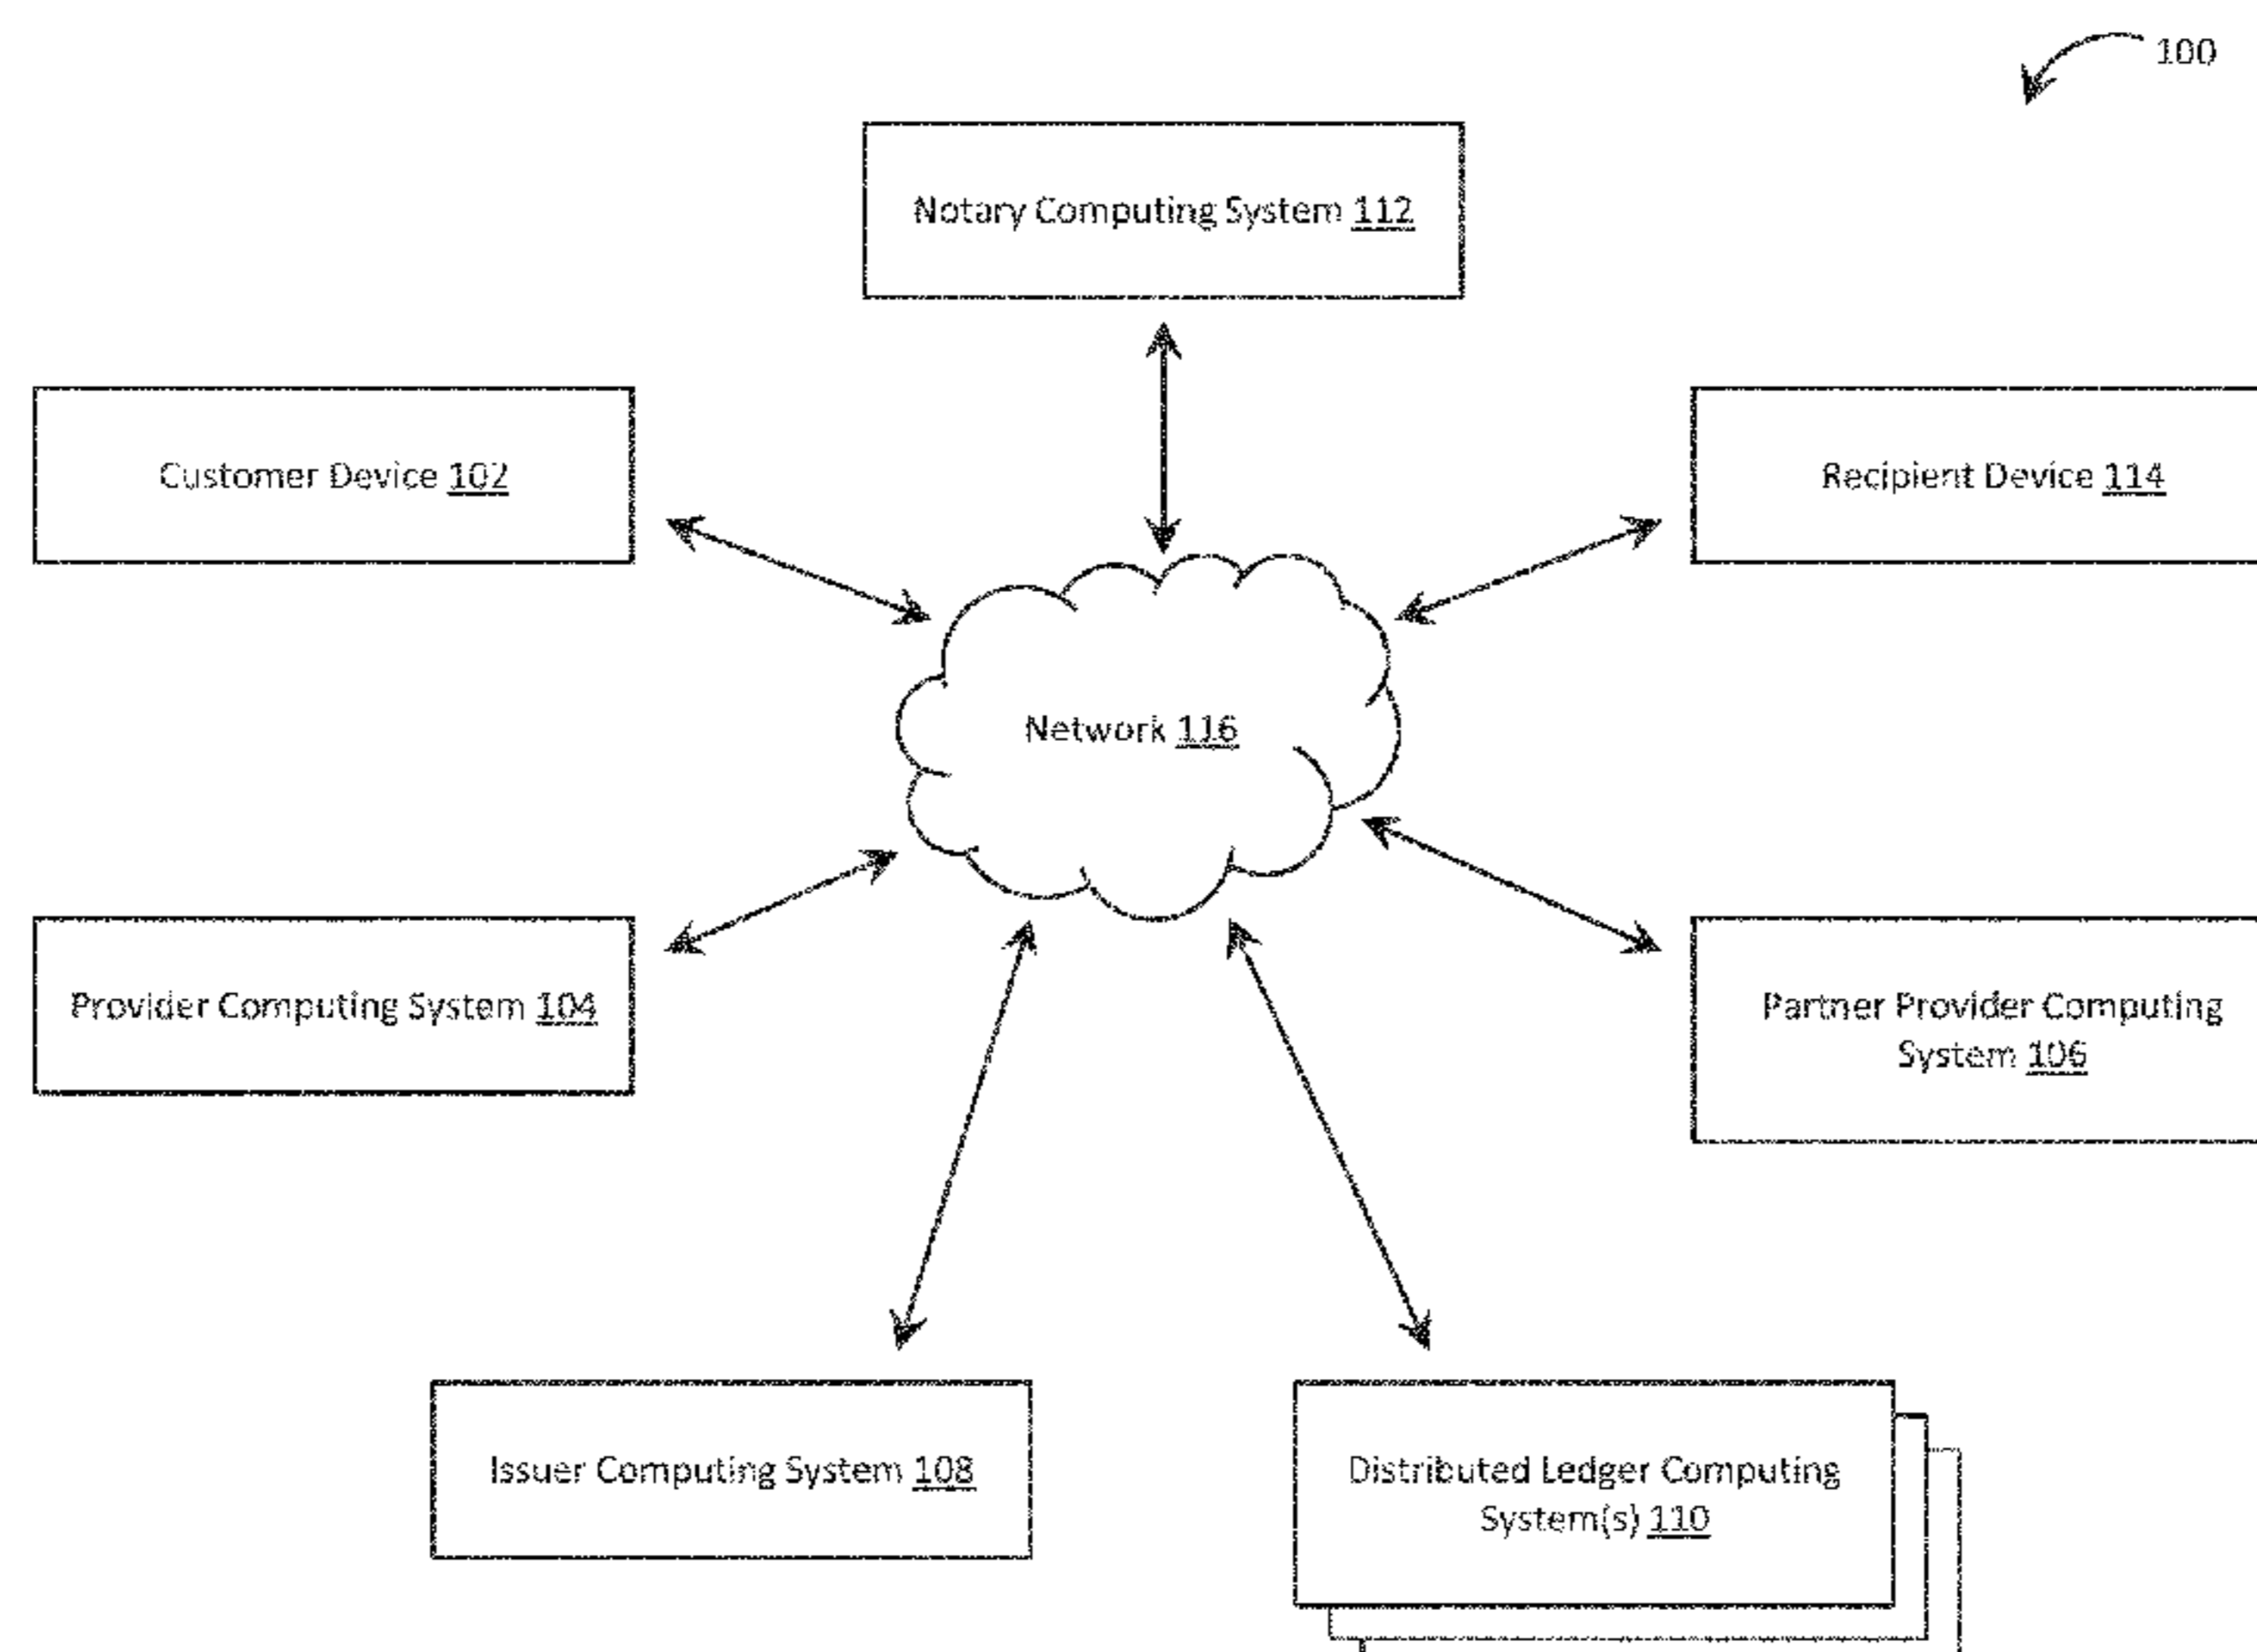 100
Notary Computing System 112
Customer Device 102
Recipient Device 114
Network 116
Provider Computing System 104
Partner Provider Computing
System 106
Issuer Computing System 108
Distributed Ledger Computing
System(s) 110